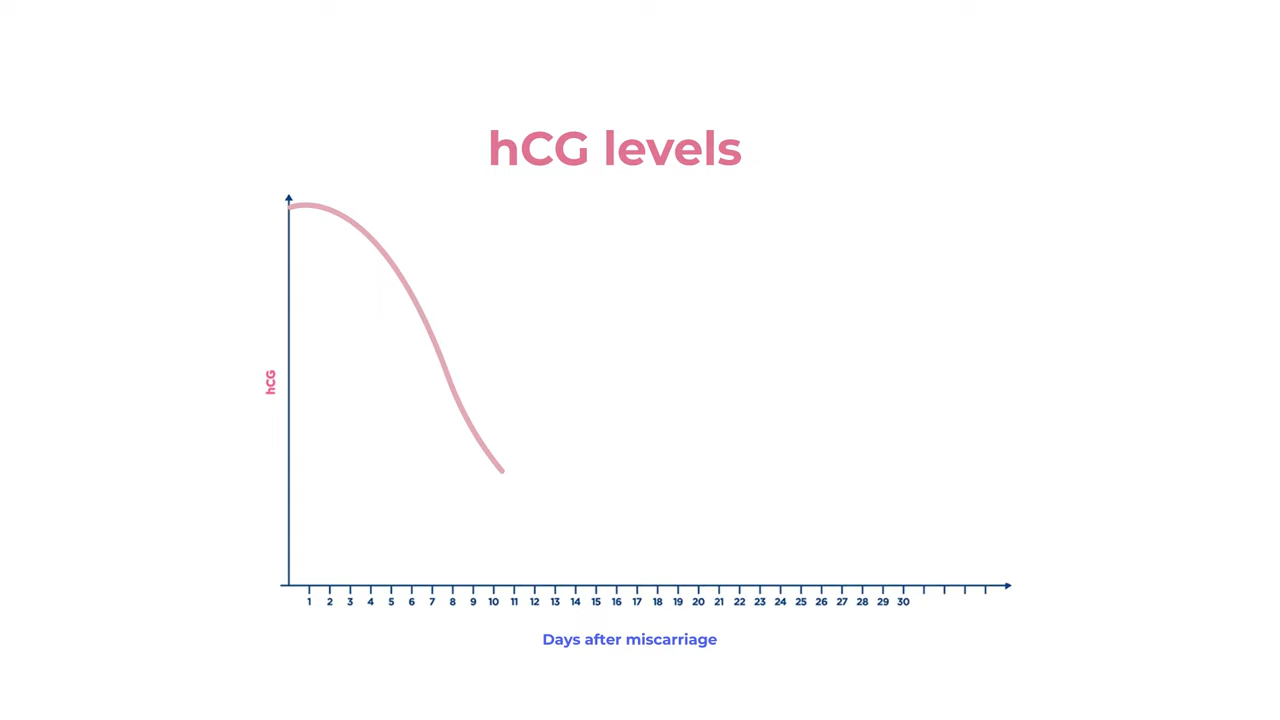 hCG levels
hCG
1 2 3 4 5 6 7 8 9 10 11 12 13 14 15 16 17 18 19 20 21 22 23 24 25 26 27 28 29 30
Days after miscarriage